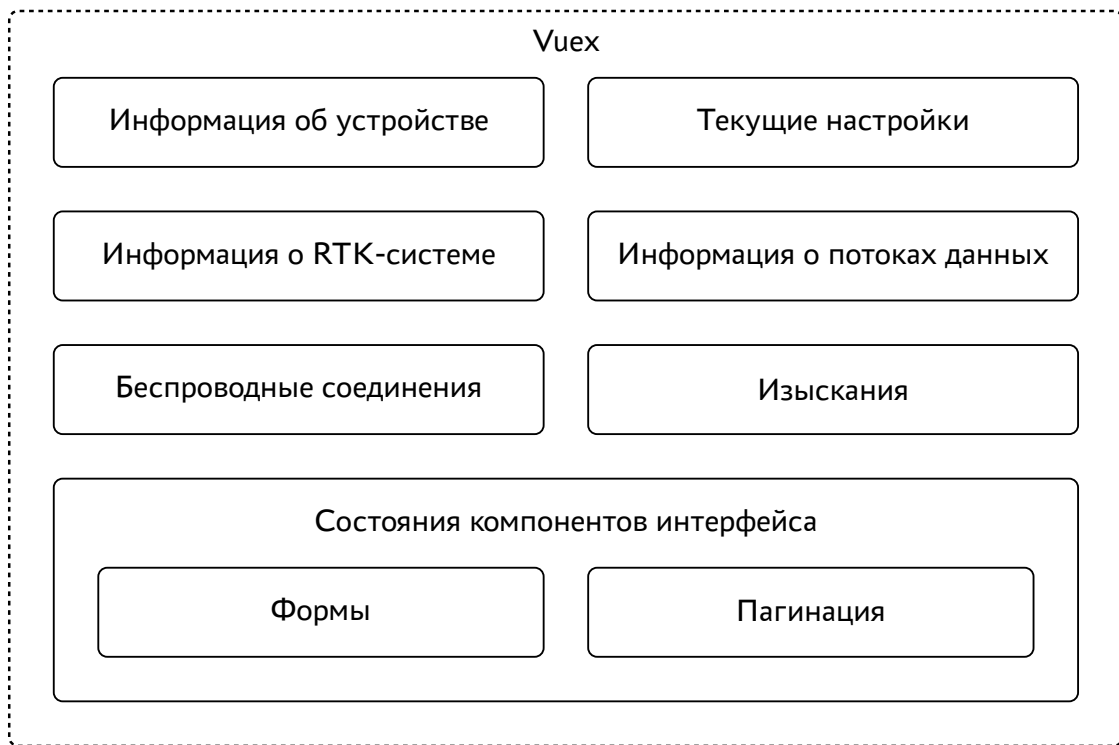 Vuex
Информация об устройстве
Текущие настройки
Информация о RTK-системе
Информация о потоках данных
Беспроводные соединения
Изыскания
Состояния компонентов интерфейса
Формы
Пагинация